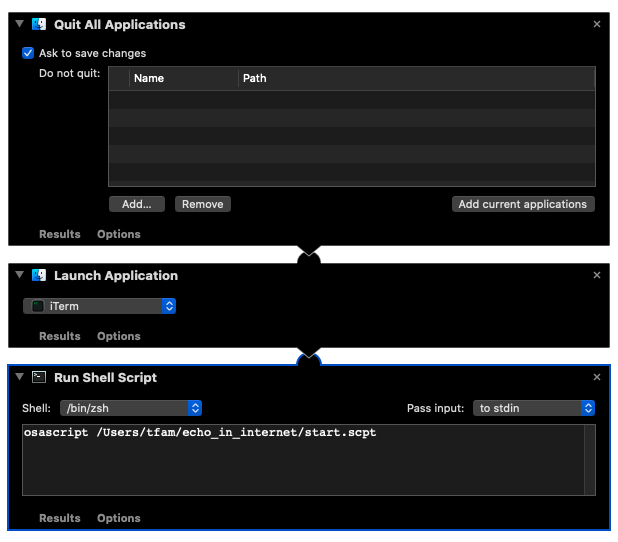 Quit All Applications
Ask to save changes
Do not quit:
Name Path
Add... Remove Add current applications
Results Options
Launch Application
iTerm
Results Options
Run Shell Script
Shell: /bin/zsh Pass input: to stdin
osascript /Users/tfam/echo_in_internet/start.scpt
Results Options